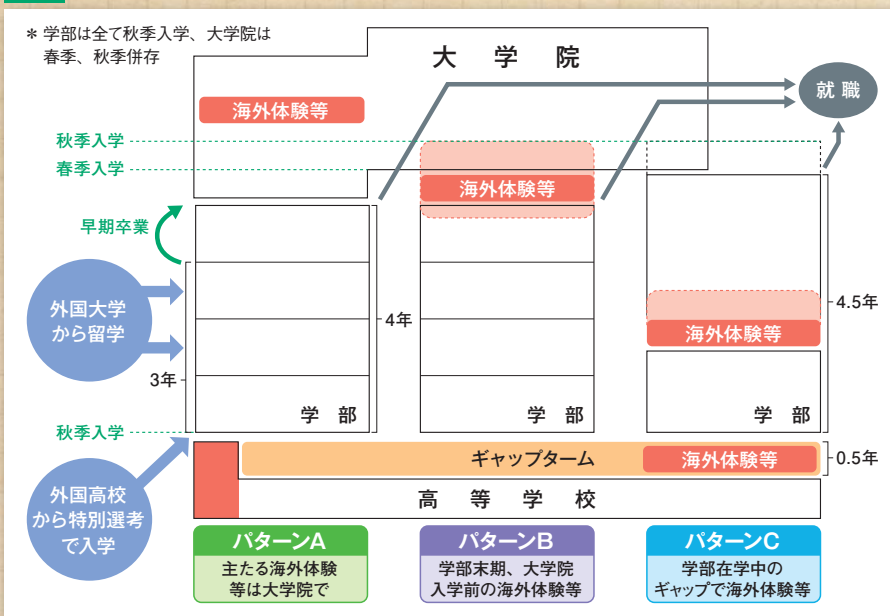 * 学部は全て秋季入学、大学院は
春季、秋季併存
大学院
就職
海外体験等
秋季入学
春季入学
海外体験等
早期卒業
外国大学
から留学
4年
4.5年
海外体験等
3年
学部
学部
学部
秋季入学
ギャップターム
海外体験等
0.5年
外国高校
から特別選考
で入学
高等学校
パターンA
主たる海外体験
等は大学院で
パターンB
学部末期、大学院
入学前の海外体験等
パターンC
学部在学中の
ギャップで海外体験等